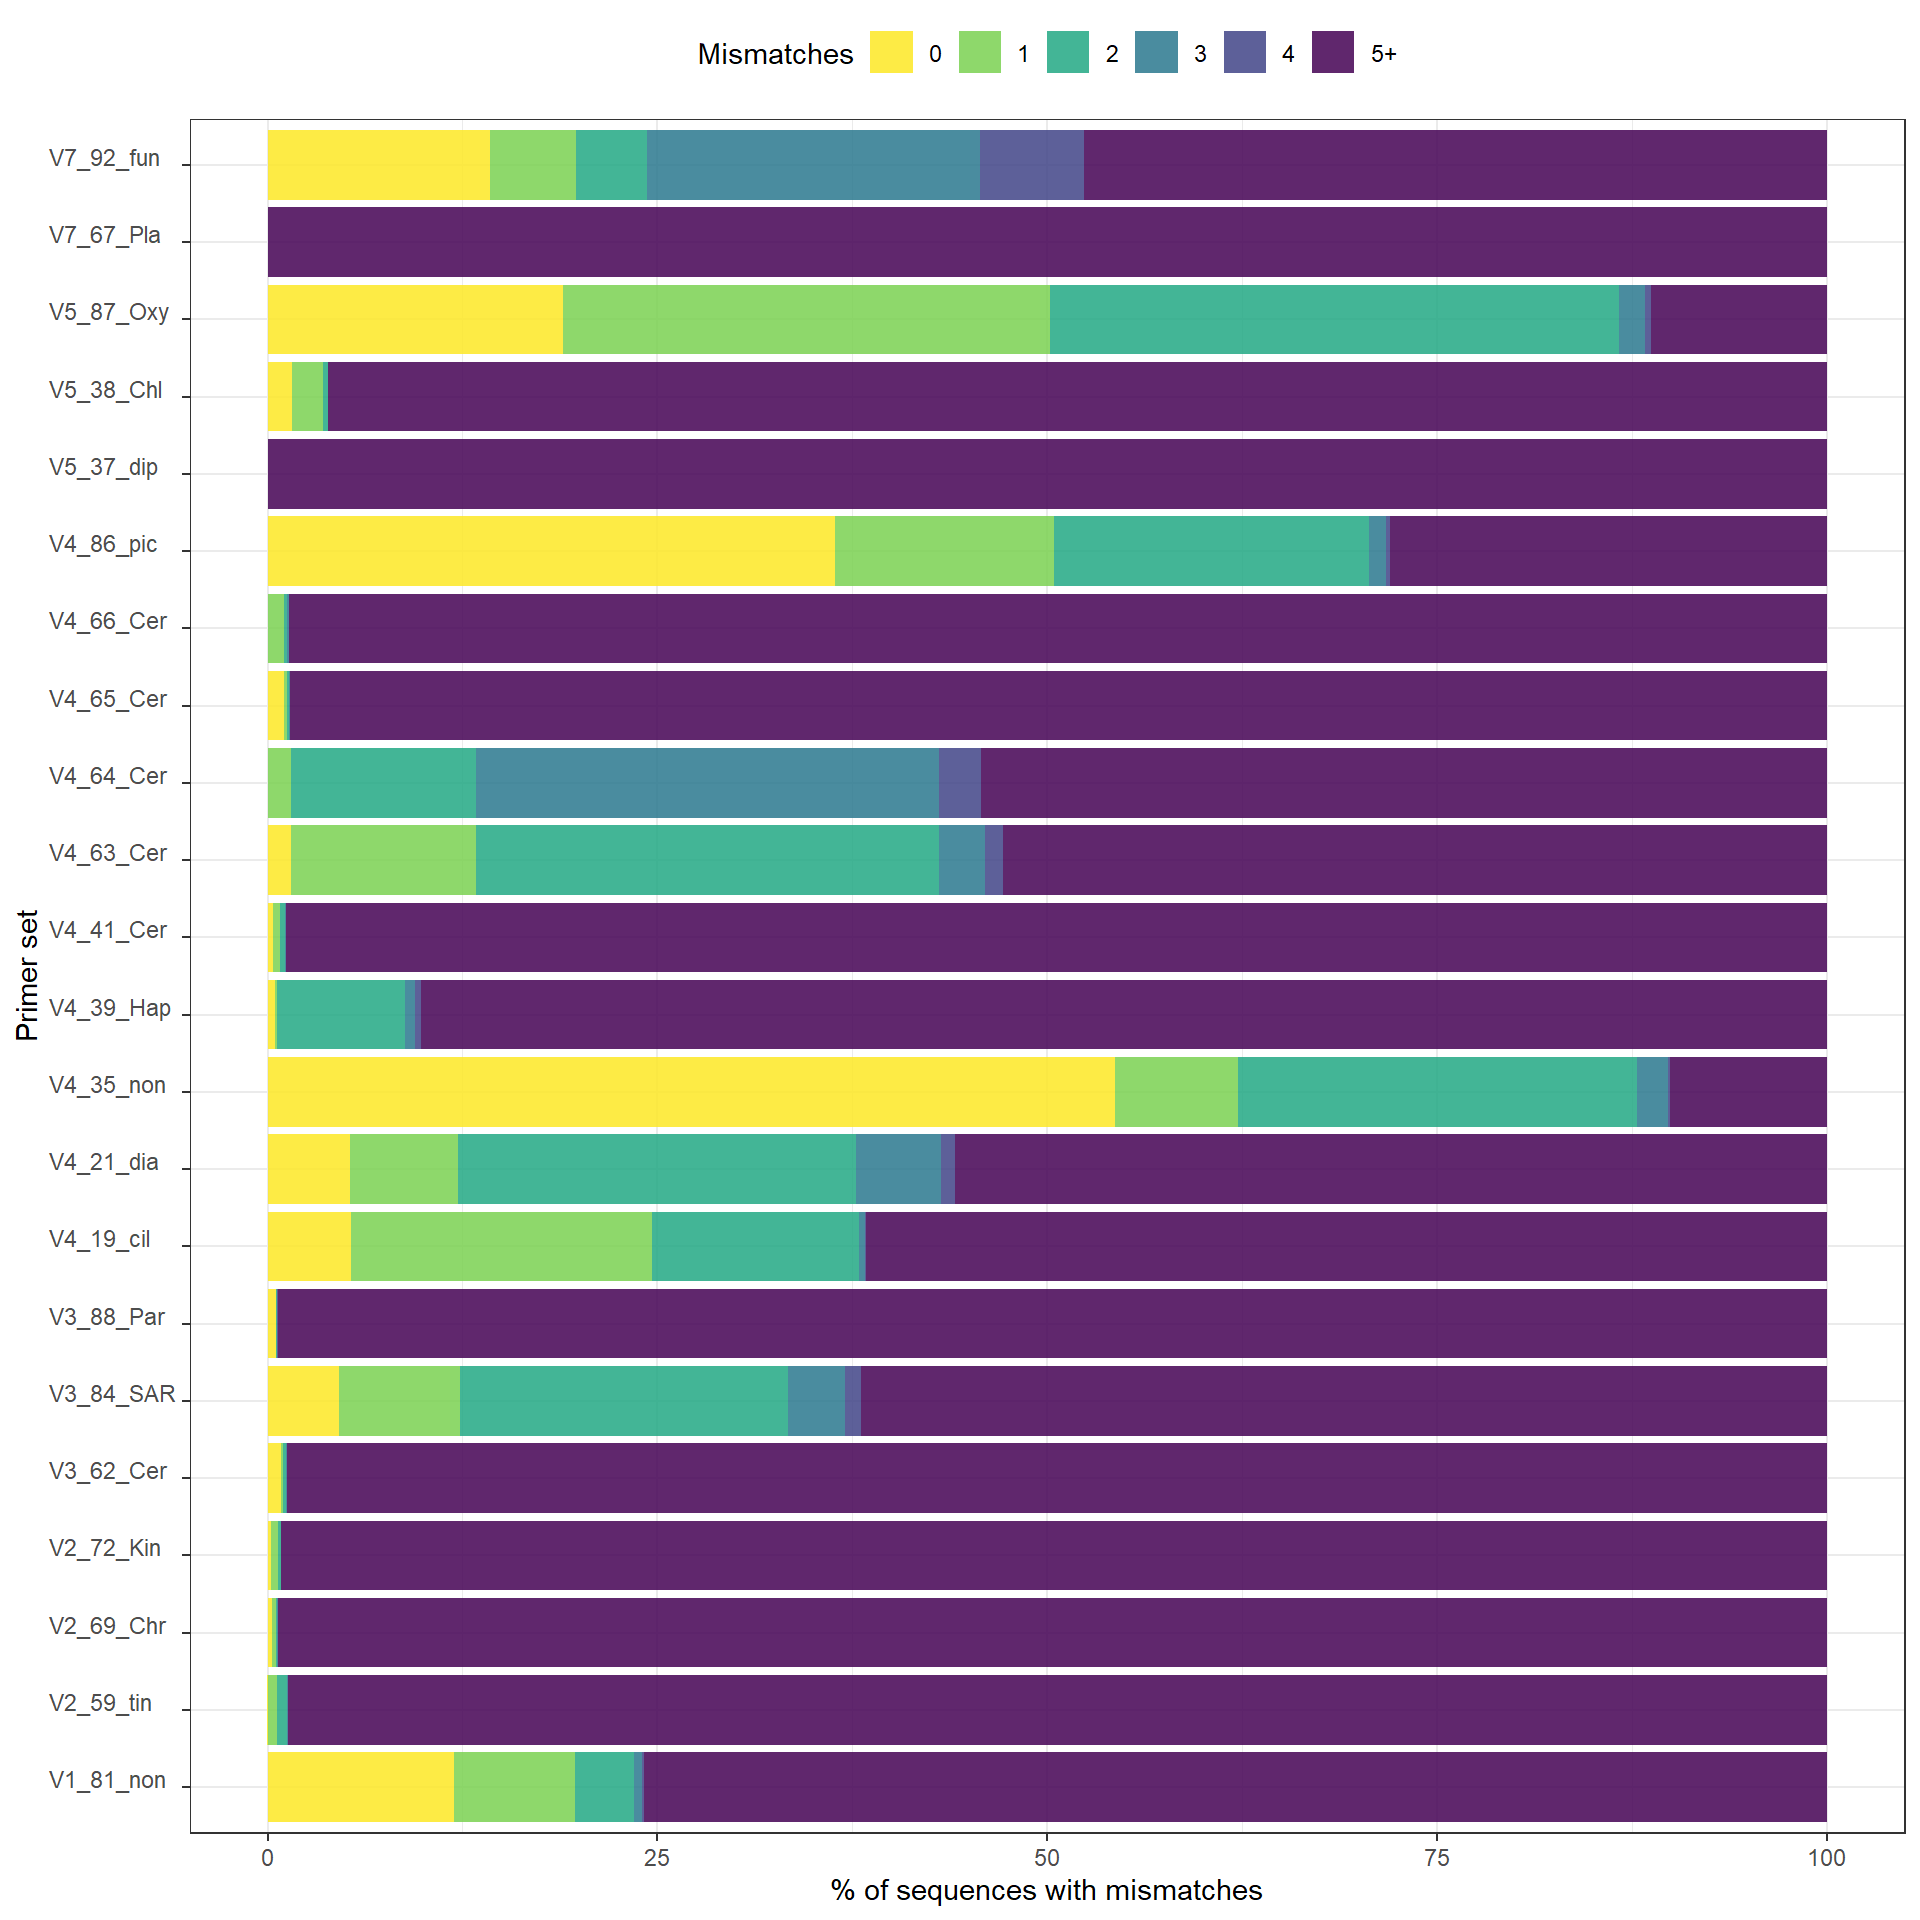 Mismatches 0 1 2 3 4 5+
V7_92_fun
V7_67_Pla
V5_87_Oxy
V5_38_Chl
V5_37_dip
V4_86_pic
V4_66_Cer
V4_65_Cer
V4_64_Cer
V4_63_Cer
V4_41_Cer
V4_39_Hap
V4_35_non
V4_21_dia
V4_19_cil
V3_88_Par
V3_84_SAR
V3_62_Cer
V2_72_Kin
V2_69_Chr
V2_59_tin
V1_81_non
Primer set
0 25 50 75 100
% of sequences with mismatches